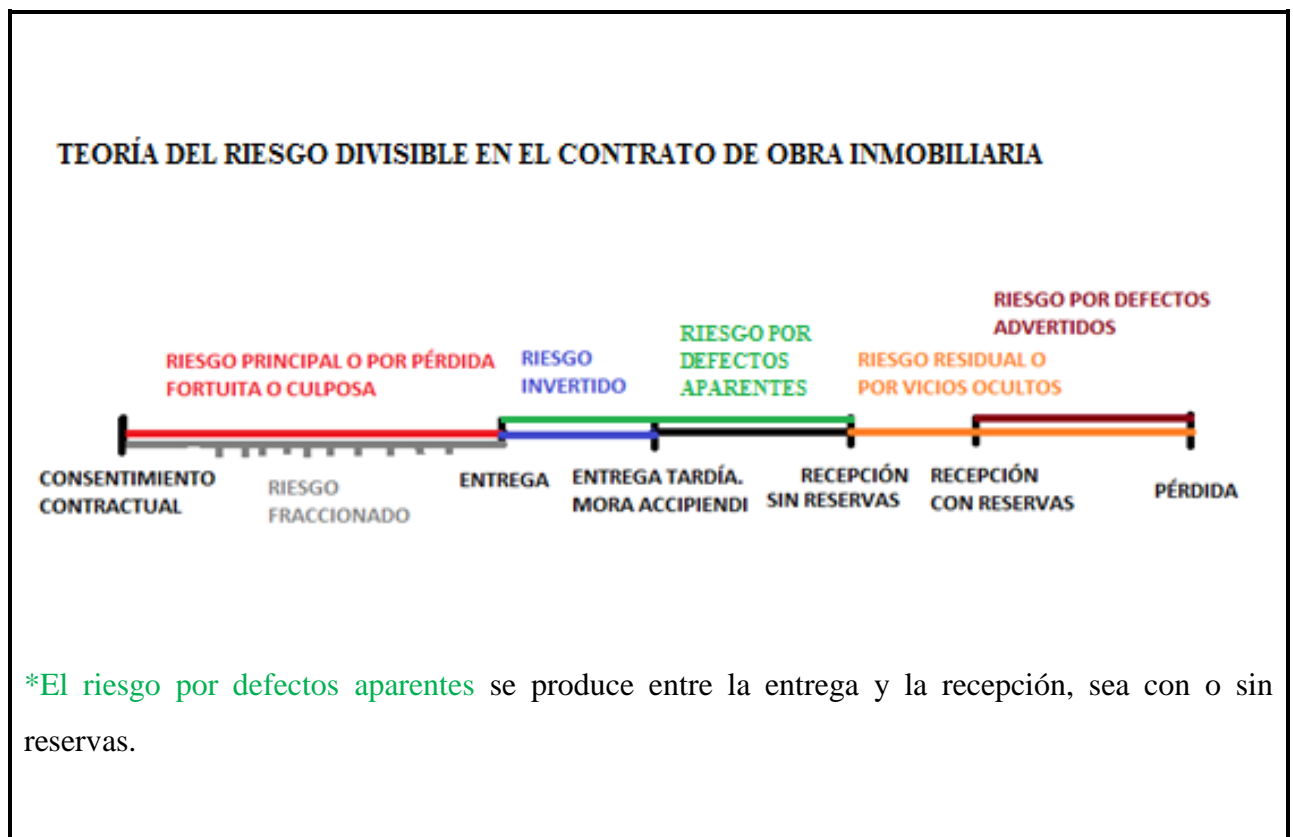 TEORÍA DEL RIESGO DIVISIBLE EN EL CONTRATO DE OBRA INMOBILIARIA
RIESGO PRINCIPAL O POR PÉRDIDA
FORTUITA O CULPOSA
RIESGO
INVERTIDO
RIESGO POR
DEFECTOS
APARENTES
RIESGO RESIDUAL O
POR VICIOS OCULTOS
RIESGO POR DEFECTOS
ADVERTIDOS
CONSENTIMIENTO
CONTRACTUAL
RIESGO
FRACCIONADO
ENTREGA
ENTREGA TARDÍA.
MORA ACCIPIENDI
RECEPCIÓN
SIN RESERVAS
RECEPCIÓN
CON RESERVAS
PÉRDIDA
*El riesgo por defectos aparentes se produce entre la entrega y la recepción, sea con o sin
reservas.